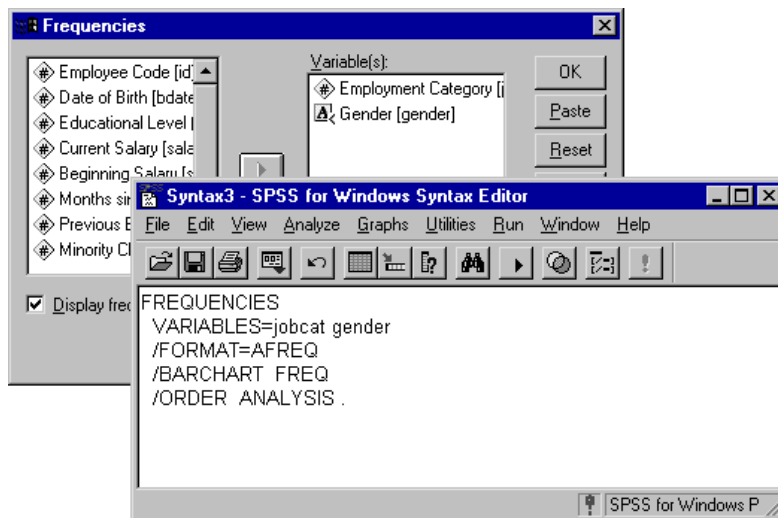 Frequencies
Variable(s):
Employee Code [id]
Date of Birth [bdate
Educational Level [
Current Salary [sala
Beginning Salary [s
Months sin
Previous E
Minority Cl
Employment Category [j
Gender [gender]
OK
Paste
Reset
Display freq
Syntax3 - SPSS for Windows Syntax Editor
File Edit View Analyze Graphs Utilities Run Window Help
FREQUENCIES
VARIABLES=jobcat gender
/FORMAT=AFREQ
/BARCHART FREQ
/ORDER ANALYSIS .
SPSS for Windows P